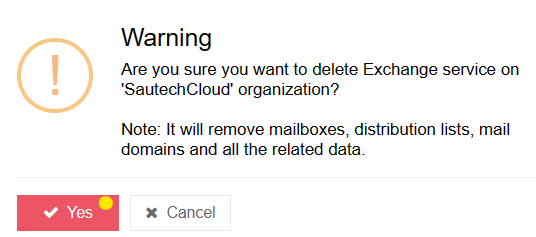 Warning
Are you sure you want to delete Exchange service on
'SautechCloud' organization?
Note: It will remove mailboxes, distribution lists, mail
domains and all the related data.
Yes
Cancel